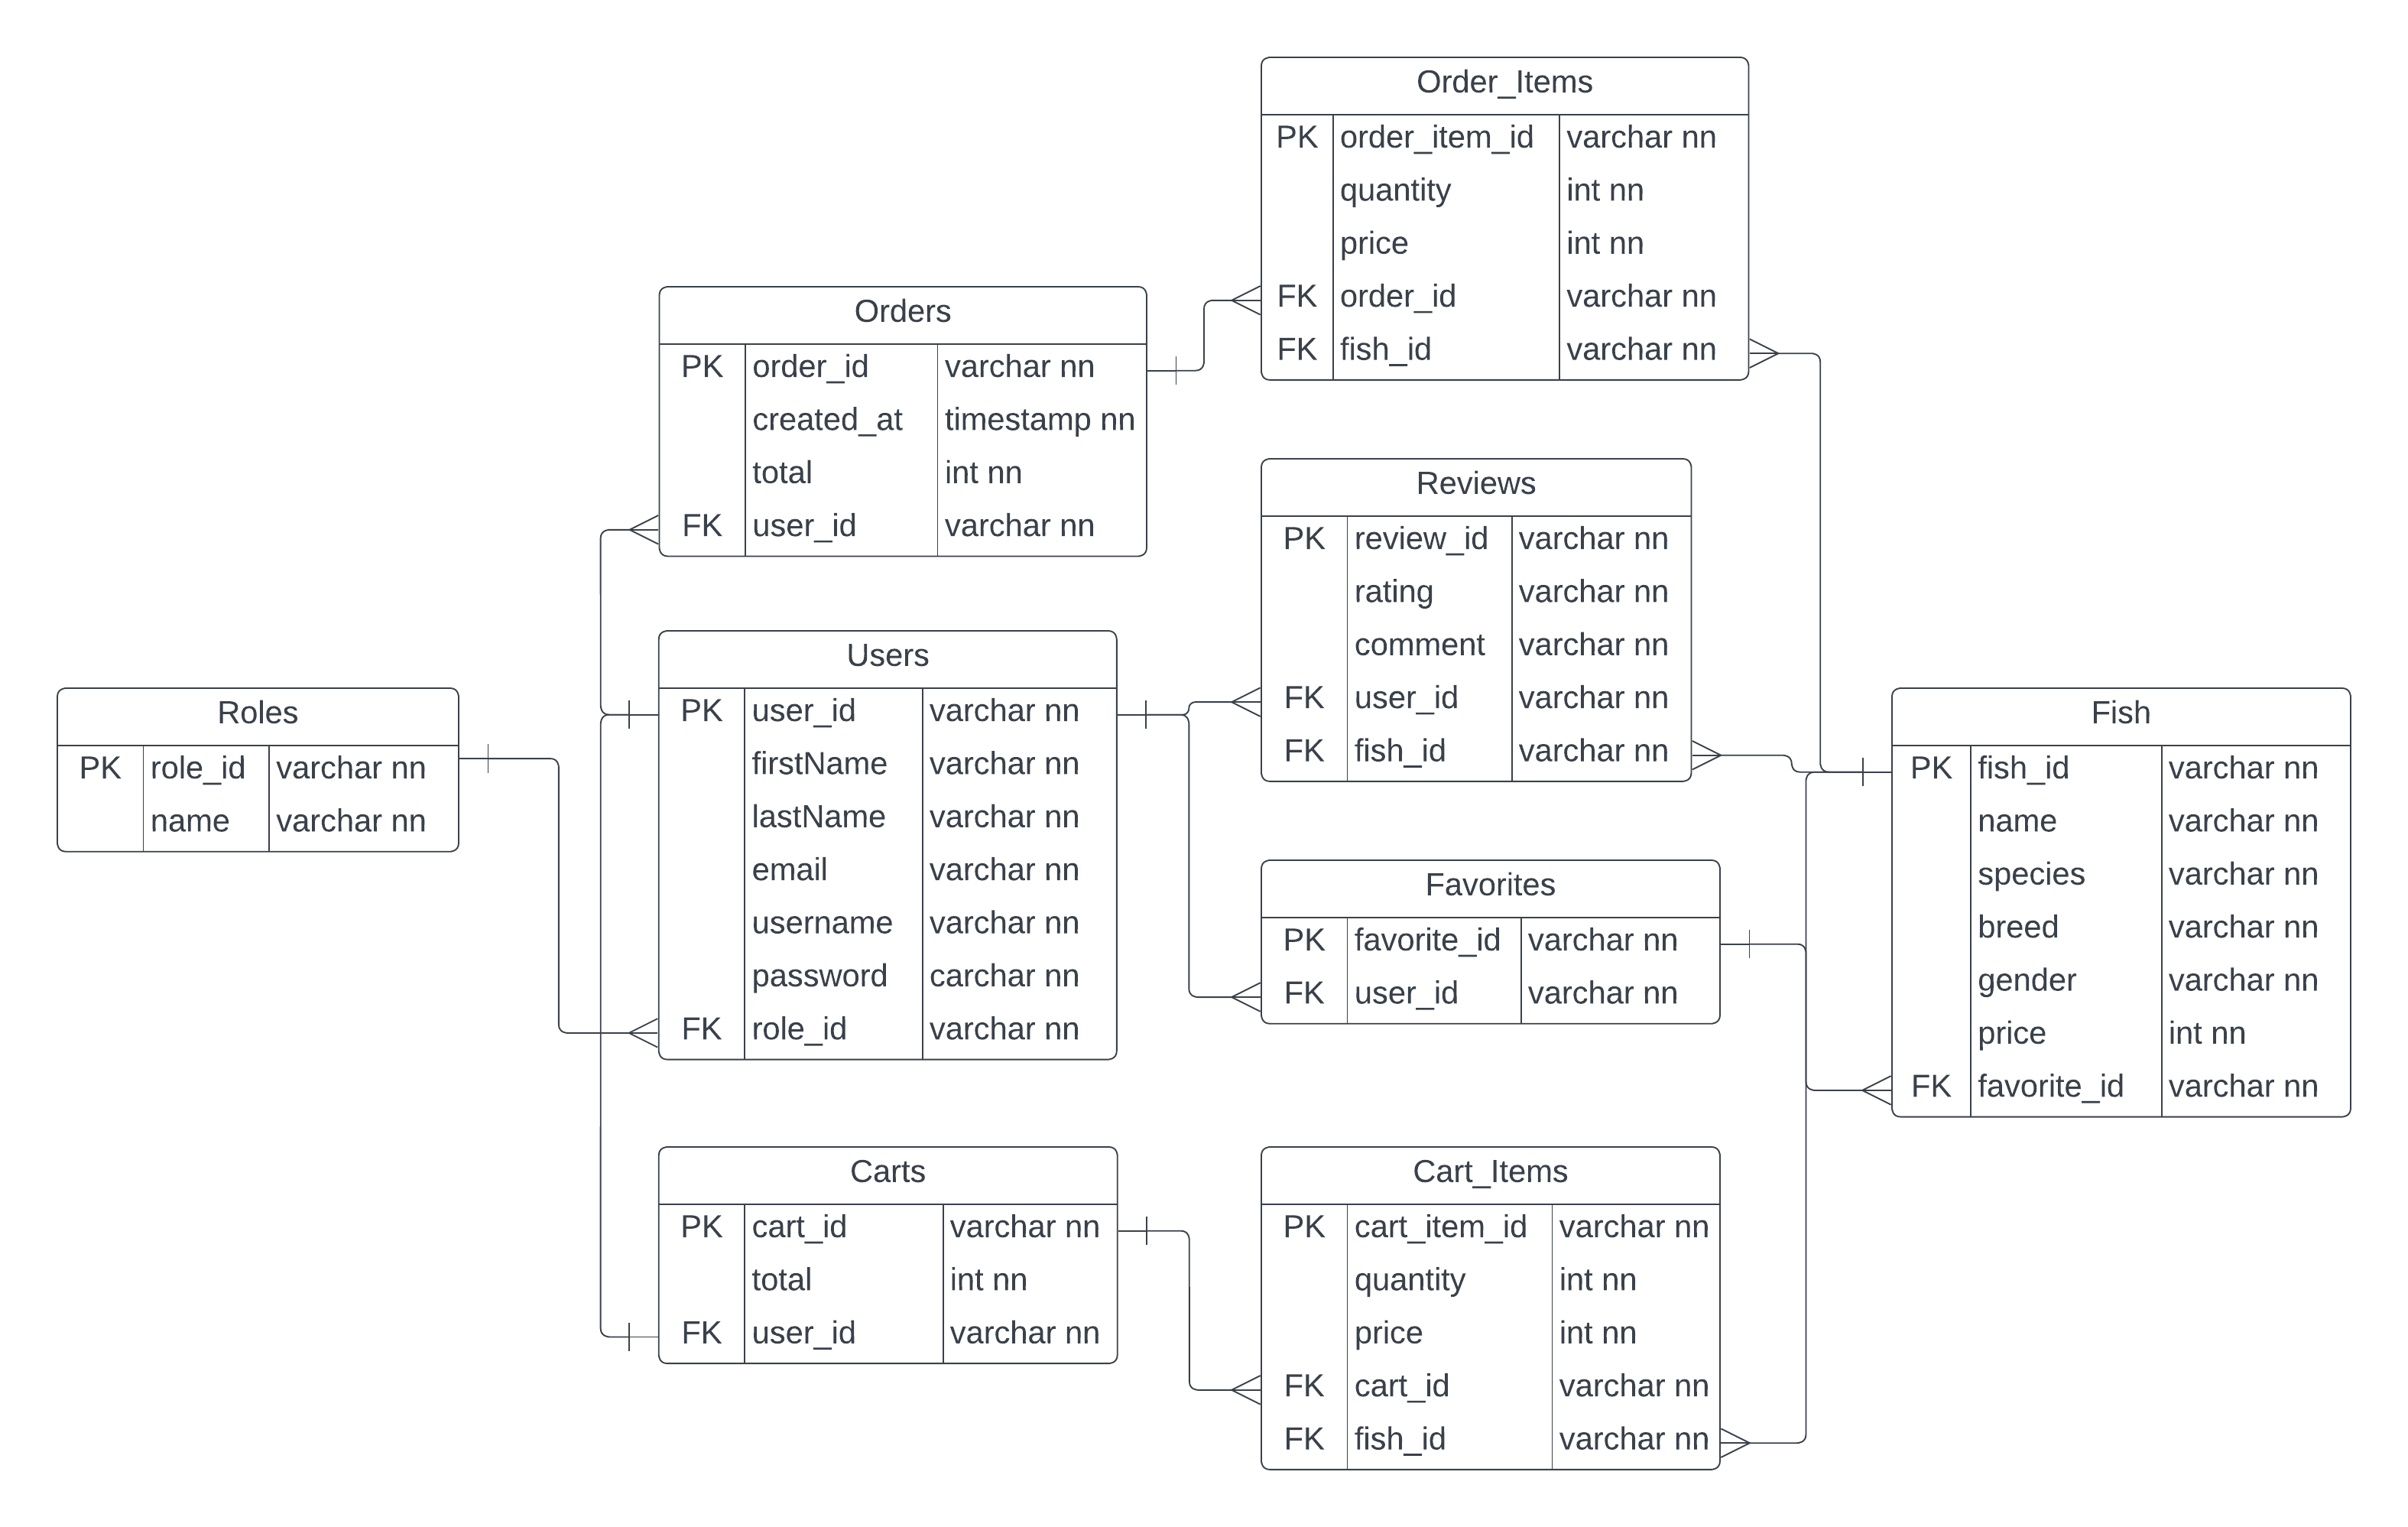 Order_Items
PK order_item_id varchar nn
quantity int nn
price int nn
FK order_id varchar nn
FK fish_id varchar nn
Orders
PK order_id varchar nn
created_at timestamp nn
total int nn
FK user_id varchar nn
Reviews
PK review_id varchar nn
rating varchar nn
comment varchar nn
FK user_id varchar nn
FK fish_id varchar nn
Users
PK user_id varchar nn
firstName varchar nn
lastName varchar nn
email varchar nn
username varchar nn
password carchar nn
FK role_id varchar nn
Roles
PK role_id varchar nn
name varchar nn
Fish
PK fish_id varchar nn
name varchar nn
species varchar nn
breed varchar nn
gender varchar nn
price int nn
FK favorite_id varchar nn
Favorites
PK favorite_id varchar nn
FK user_id varchar nn
Carts
PK cart_id varchar nn
total int nn
FK user_id varchar nn
Cart_Items
PK cart_item_id varchar nn
quantity int nn
price int nn
FK cart_id varchar nn
FK fish_id varchar nn